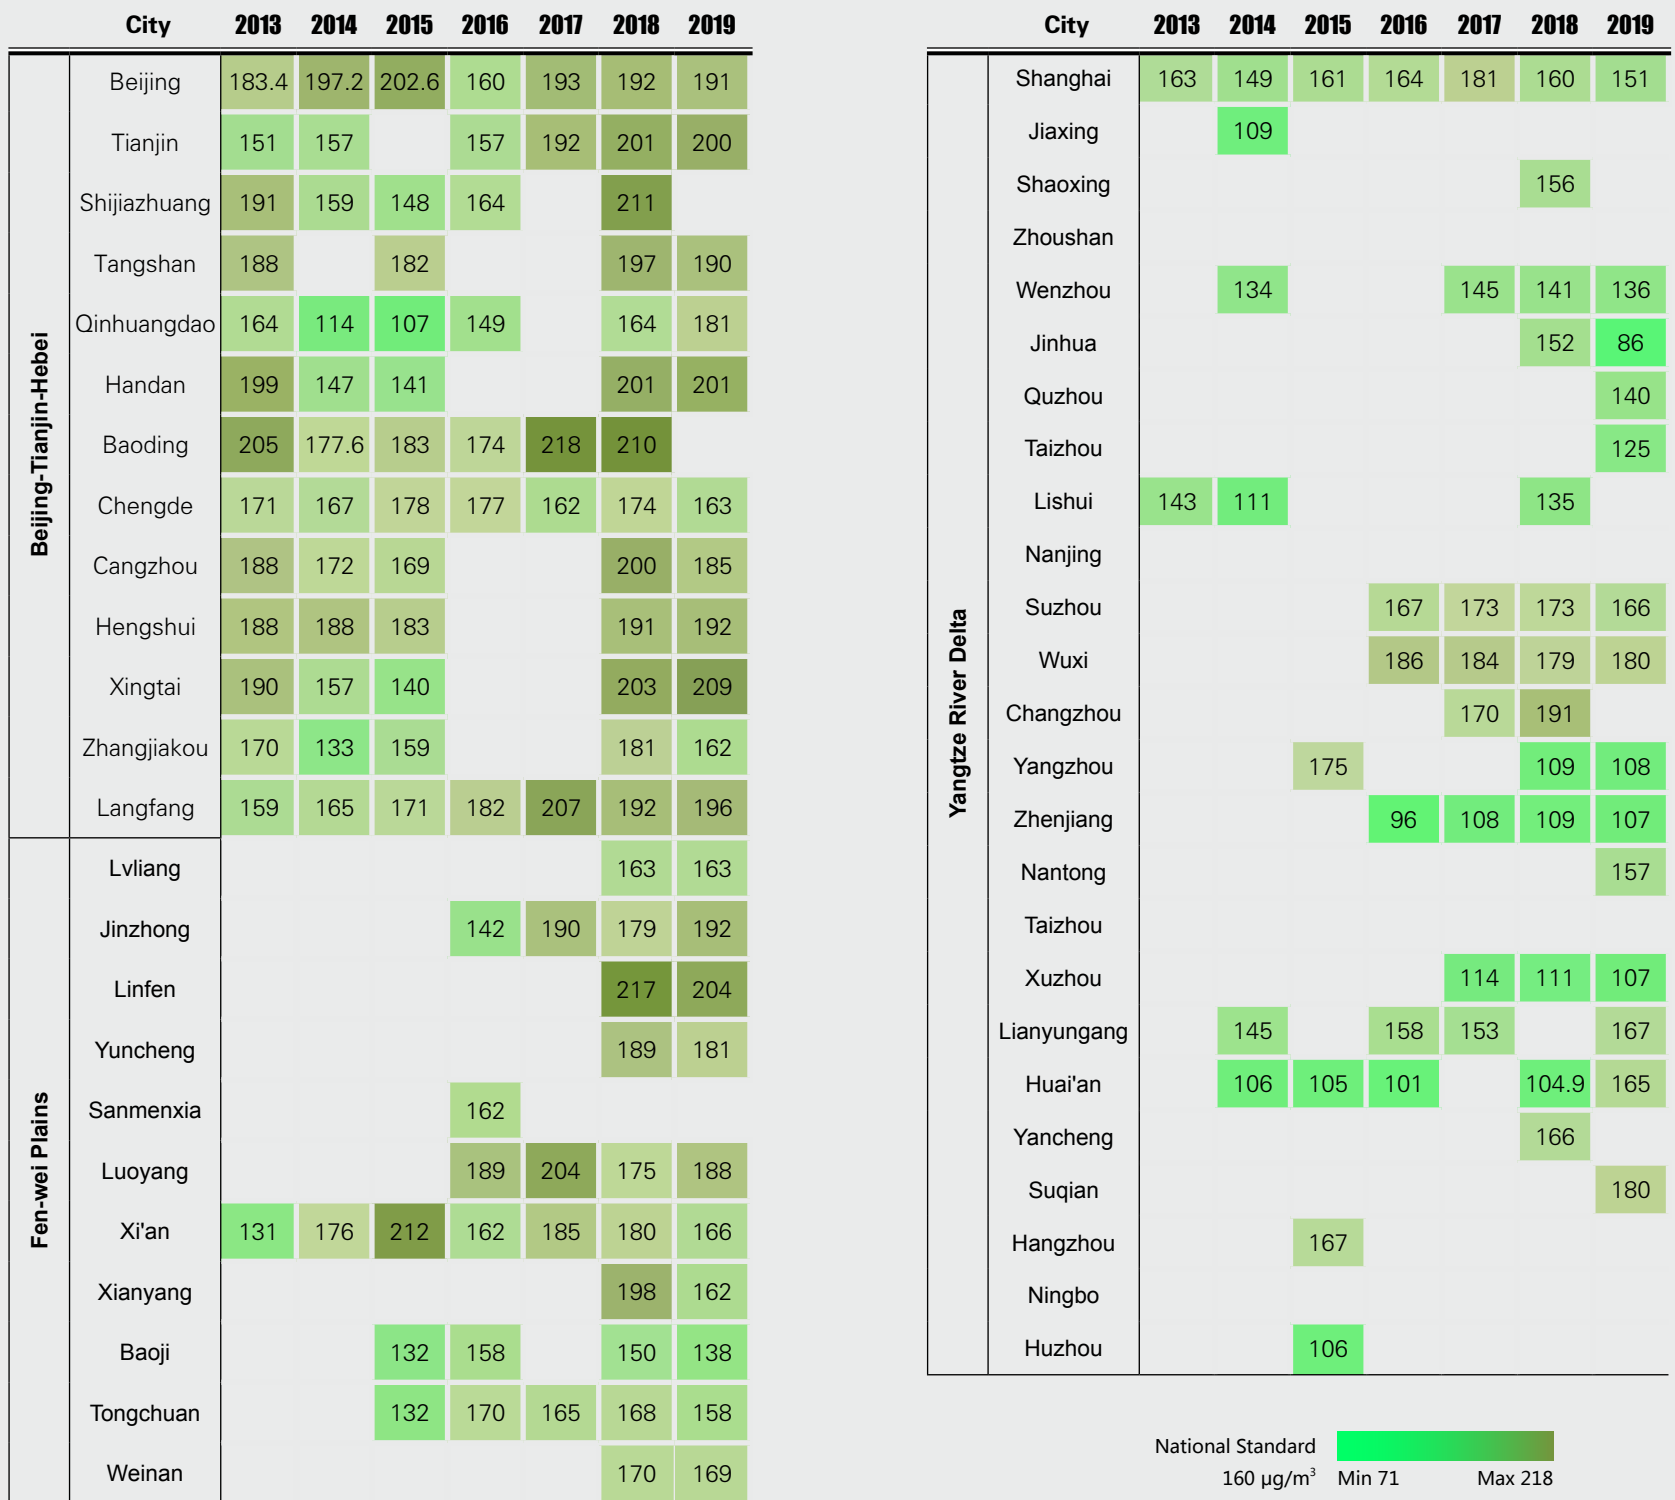 City 2013 2014 2015 2016 2017 2018 2019
Beijing-Tianjin-Hebei
Beijing 183.4 197.2 202.6 160 193 192 191
Tianjin 151 157 157 192 201 200
Shijiazhuang 191 159 148 164 211
Tangshan 188 182 197 190
Qinhuangdao 164 114 107 149 164 181
Handan 199 147 141 201 201
Baoding 205 177.6 183 174 218 210
Chengde 171 167 178 177 162 174 163
Cangzhou 188 172 169 200 185
Hengshui 188 188 183 191 192
Xingtai 190 157 140 203 209
Zhangjiakou 170 133 159 181 162
Langfang 159 165 171 182 207 192 196
Fen-wei Plains
Lvliang 163 163
Jinzhong 142 190 179 192
Linfen 217 204
Yuncheng 189 181
Sanmenxia 162
Luoyang 189 204 175 188
Xi'an 131 176 212 162 185 180 166
Xianyang 198 162
Baoji 132 158 150 138
Tongchuan 132 170 165 168 158
Weinan 170 169
City 2013 2014 2015 2016 2017 2018 2019
Yangtze River Delta
Shanghai 163 149 161 164 181 160 151
Jiaxing 109
Shaoxing 156
Zhoushan
Wenzhou 134 145 141 136
Jinhua 152 86
Quzhou 140
Taizhou 125
Lishui 143 111 135
Nanjing
Suzhou 167 173 173 166
Wuxi 186 184 179 180
Changzhou 170 191
Yangzhou 175 109 108
Zhenjiang 96 108 109 107
Nantong 157
Taizhou
Xuzhou 114 111 107
Lianyungang 145 158 153 167
Huai'an 106 105 101 104.9 165
Yancheng 166
Suqian 180
Hangzhou 167
Ningbo
Huzhou 106
National Standard
160 μg/m³ Min 71 Max 218